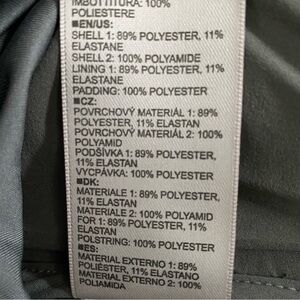 IMBOTTITURA: 100%
POLIESTERE
■EN/US:
SHELL 1: 89% POLYESTER, 11%
ELASTANE
SHELL 2: 100% POLYAMIDE
LINING 1: 89% POLYESTER, 11%
ELASTANE
PADDING: 100% POLYESTER
■CZ:
POVRCHOVÝ MATERIÁL 1: 89%
POLYESTER, 11% ELASTAN
POVRCHOVÝ MATERIÁL 2: 100%
POLYAMID
PODŠÍVKA 1: 89% POLYESTER,
11% ELASTAN
VYCPÁVKA: 100% POLYESTER
■DK:
MATERIALE 1: 89% POLYESTER,
11% ELASTAN
MATERIALE 2: 100% POLYAMID
FOR 1: 89% POLYESTER, 11%
ELASTAN
POLSTRING: 100% POLYESTER
■ES:
MATERIAL EXTERNO 1: 89%
POLIÉSTER, 11% ELASTANO
MATERIAL EXTERNO 2: 100%
POLIAMIDA